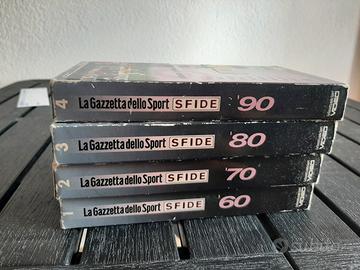 4 La Gazzetta dello Sport SFIDE 90
3 La Gazzetta dello Sport SFIDE 80
2 La Gazzetta dello Sport SFIDE 70
1 La Gazzetta dello Sport SFIDE 60
subito